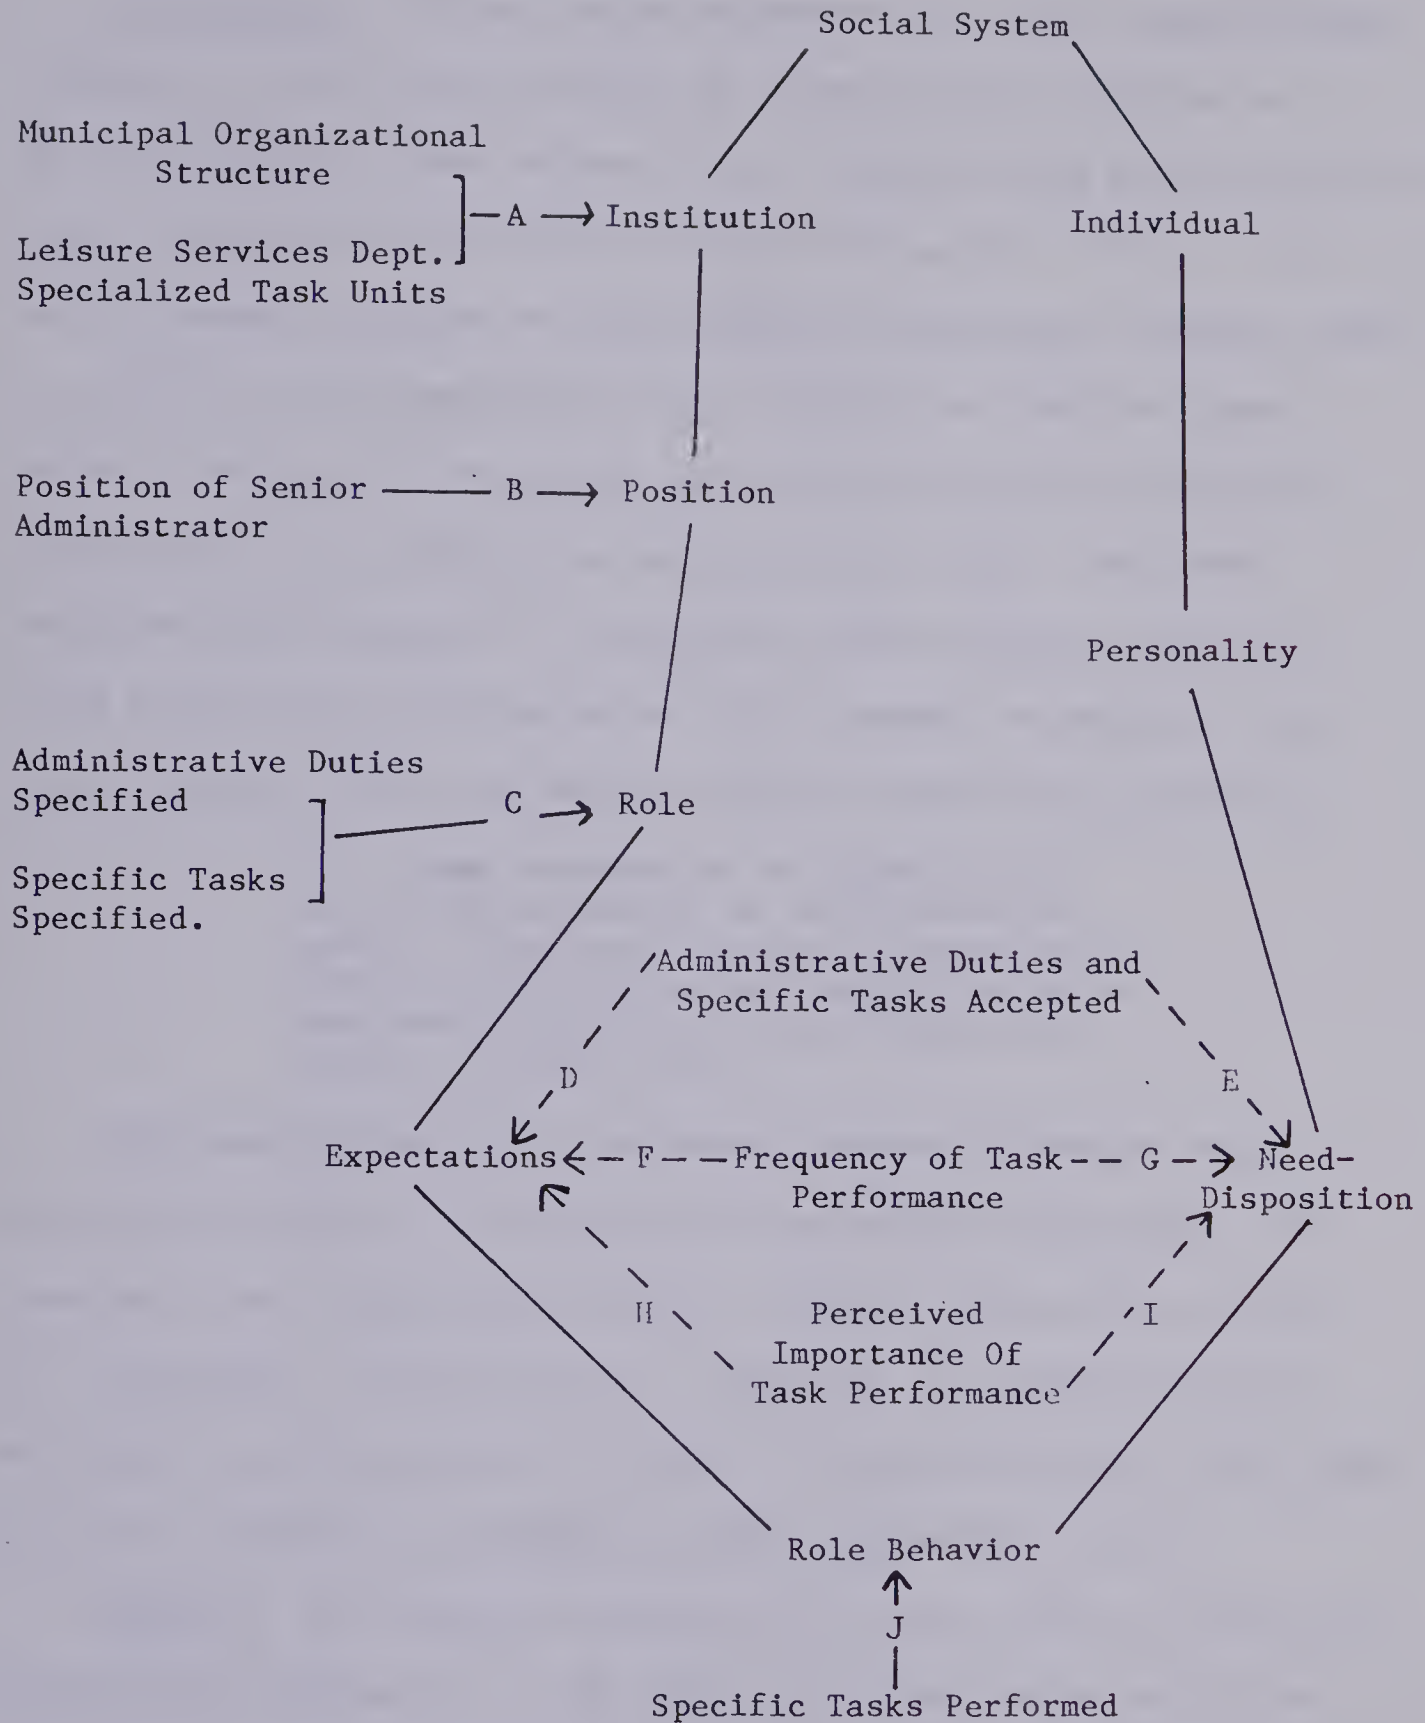 Social System
Municipal Organizational
Structure
A
Institution
Individual
Leisure Services Dept.
Specialized Task Units
Position of Senior
Administrator
B
Position
Personality
Administrative Duties
Specified
C
Role
Specific Tasks
Specified.
Administrative Duties and
Specific Tasks Accepted
D
E
Expectations
F
Frequency of Task
Performance
G
Need-
Disposition
H
Perceived
Importance Of
Task Performance
I
Role Behavior
J
Specific Tasks Performed